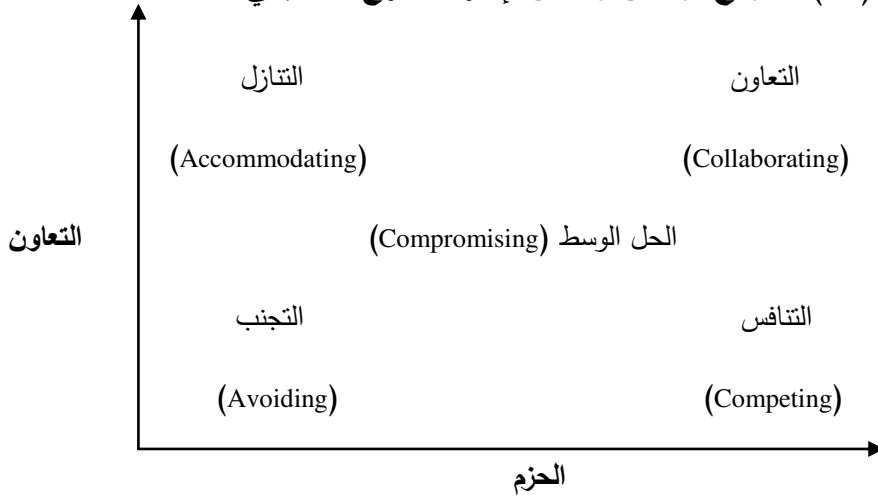 التعاون التنازل
(Collaborating) (Accommodating)
التعاون الحل الوسط (Compromising)
التنافس التجنب
(Competing) (Avoiding)
الحزم